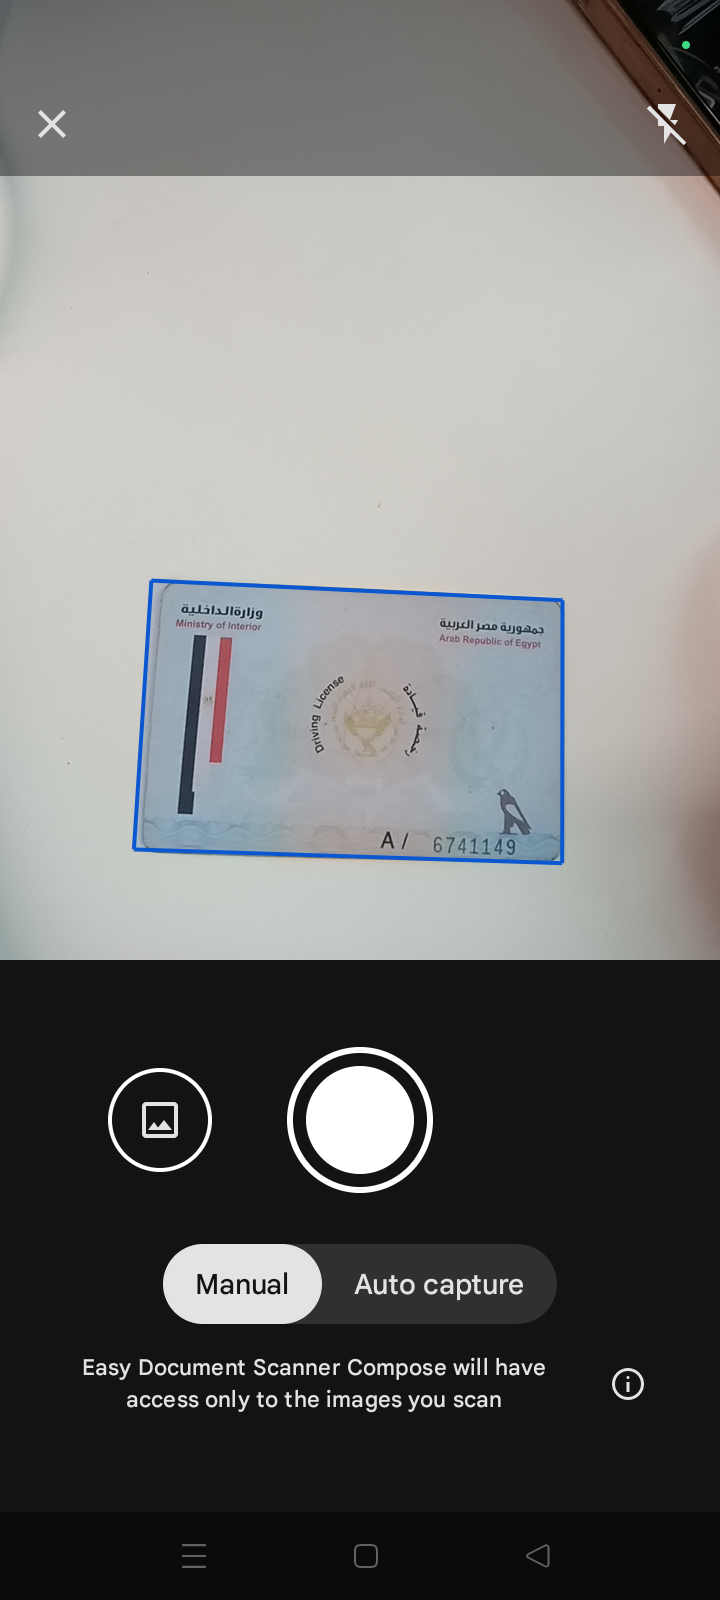 وزارة الداخلية
Ministry of Interior
جمهورية مصر العربية
Arab Republic of Egypt
Driving License
رخصة قيادة
A / 6741149
Manual
Auto capture
Easy Document Scanner Compose will have
access only to the images you scan